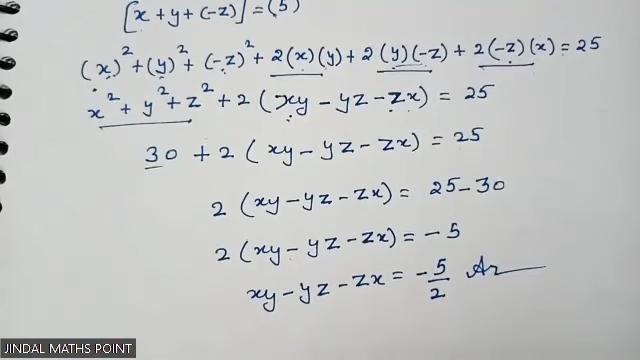 [x + y + (-z)] = (5)
(x)² + (y)² + (-z)² + 2(x)(y) + 2(y)(-z) + 2(-z)(x) = 25
x² + y² + z² + 2(xy - yz - zx) = 25
30 + 2(xy - yz - zx) = 25
2(xy - yz - zx) = 25 - 30
2(xy - yz - zx) = -5
xy - yz - zx = -5/2 Ar
JINDAL MATHS POINT